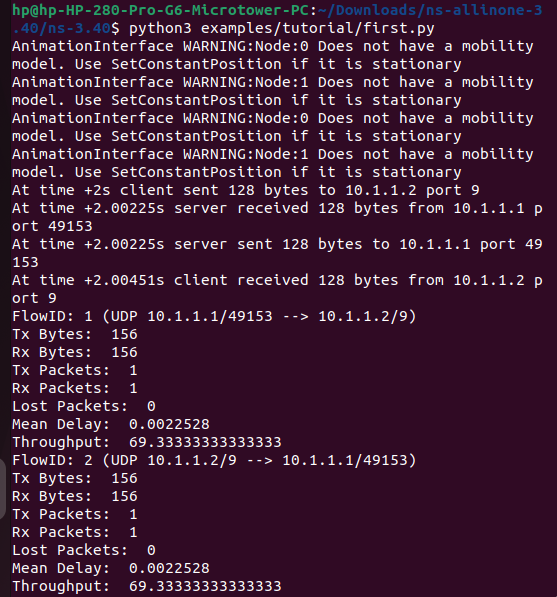 hp@hp-HP-280-Pro-G6-Microtower-PC:~/Downloads/ns-allinone-3
.40/ns-3.40$ python3 examples/tutorial/first.py
AnimationInterface WARNING:Node:0 Does not have a mobility
model. Use SetConstantPosition if it is stationary
AnimationInterface WARNING:Node:1 Does not have a mobility
model. Use SetConstantPosition if it is stationary
AnimationInterface WARNING:Node:0 Does not have a mobility
model. Use SetConstantPosition if it is stationary
AnimationInterface WARNING:Node:1 Does not have a mobility
model. Use SetConstantPosition if it is stationary
At time +2s client sent 128 bytes to 10.1.1.2 port 9
At time +2.00225s server received 128 bytes from 10.1.1.1 p
ort 49153
At time +2.00225s server sent 128 bytes to 10.1.1.1 port 49
153
At time +2.00451s client received 128 bytes from 10.1.1.2 p
ort 9
FlowID: 1 (UDP 10.1.1.1/49153 --> 10.1.1.2/9)
Tx Bytes:  156
Rx Bytes:  156
Tx Packets:  1
Rx Packets:  1
Lost Packets:  0
Mean Delay:  0.0022528
Throughput:  69.33333333333333
FlowID: 2 (UDP 10.1.1.2/9 --> 10.1.1.1/49153)
Tx Bytes:  156
Rx Bytes:  156
Tx Packets:  1
Rx Packets:  1
Lost Packets:  0
Mean Delay:  0.0022528
Throughput:  69.33333333333333